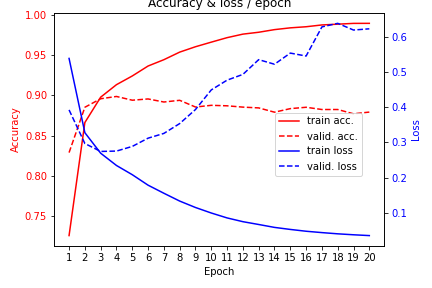 Accuracy & loss / epoch
1.00
0.95
0.90
0.85
0.80
0.75
Accuracy
0.6
0.5
0.4
0.3
0.2
0.1
Loss
train acc.
valid. acc.
train loss
valid. loss
1 2 3 4 5 6 7 8 9 10 11 12 13 14 15 16 17 18 19 20
Epoch